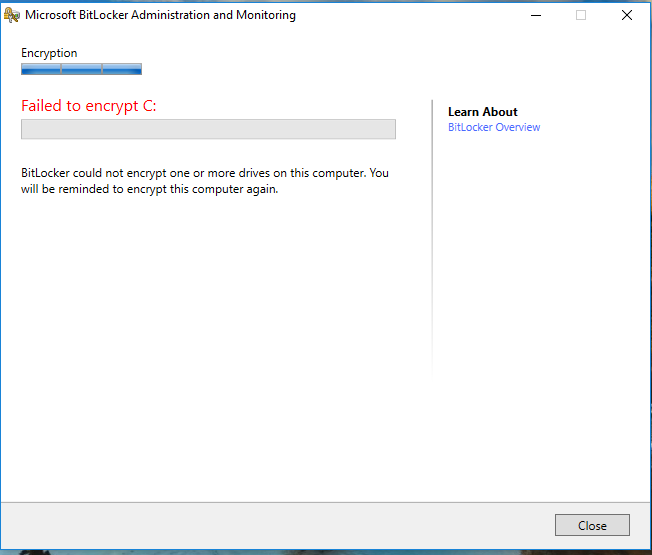 Microsoft BitLocker Administration and Monitoring
Encryption
Failed to encrypt C:
BitLocker could not encrypt one or more drives on this computer. You
will be reminded to encrypt this computer again.
Learn About
BitLocker Overview
Close